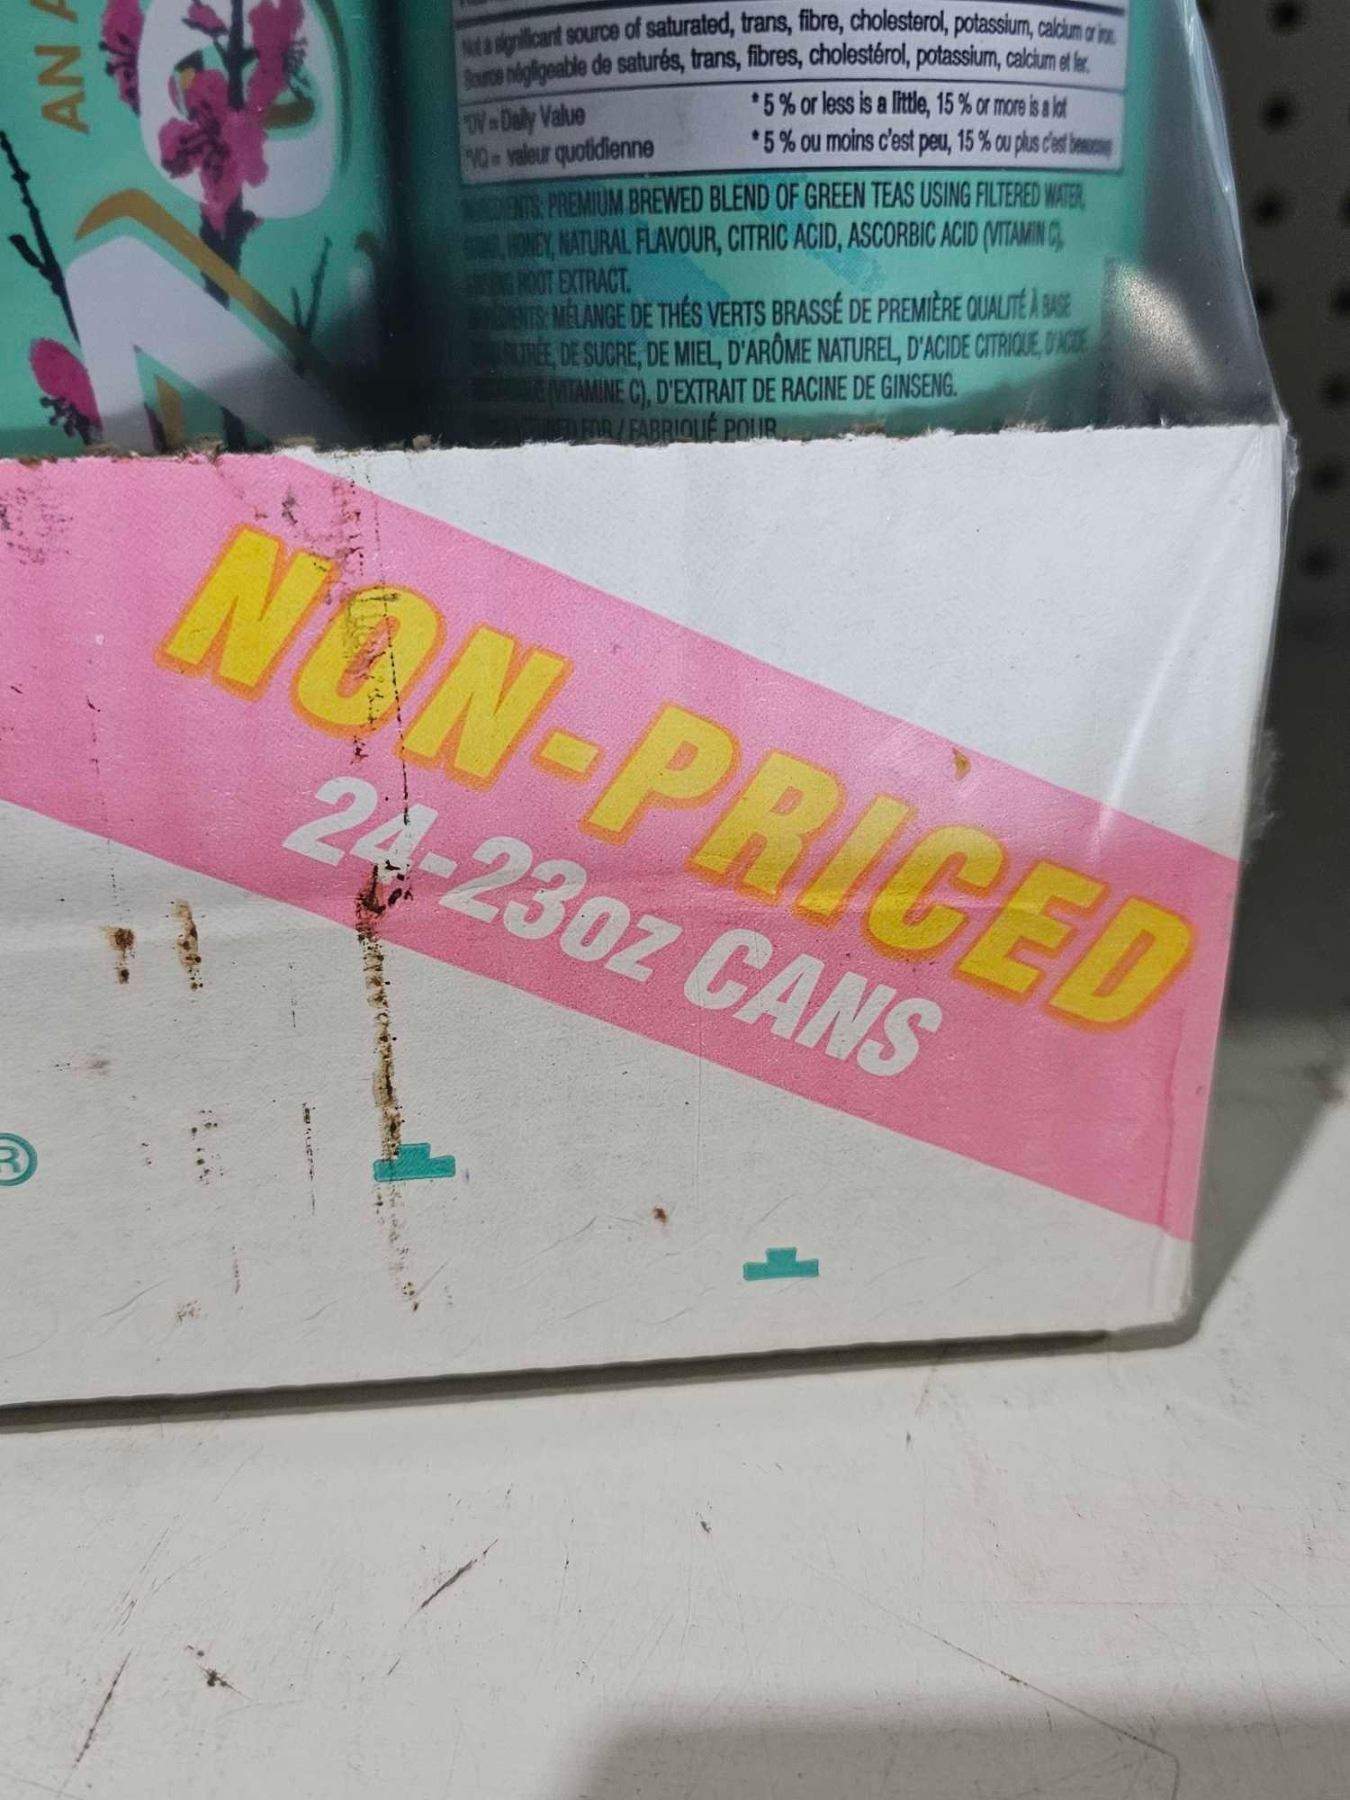 AN A
Not a significant source of saturated, trans, fibre, cholesterol, potassium, calcium or iron.
Source négligeable de saturés, trans, fibres, cholestérol, potassium, calcium et fer.
*DV = Daily Value
*5 % or less is a little, 15 % or more is a lot
*VQ = valeur quotidienne
*5 % ou moins c'est peu, 15 % ou plus c'est beaucoup
INGREDIENTS: PREMIUM BREWED BLEND OF GREEN TEAS USING FILTERED WATER,
HONEY, NATURAL FLAVOUR, CITRIC ACID, ASCORBIC ACID (VITAMIN C),
ROOT EXTRACT.
MÉLANGE DE THÉS VERTS BRASSÉ DE PREMIÈRE QUALITÉ À BASE
DE SUCRE, DE MIEL, D'ARÔME NATUREL, D'ACIDE CITRIQUE, D'ACIDE
(VITAMINE C), D'EXTRAIT DE RACINE DE GINSENG.
FOR / FABRIQUÉ POUR
NON-PRICED
24-23oz CANS
®